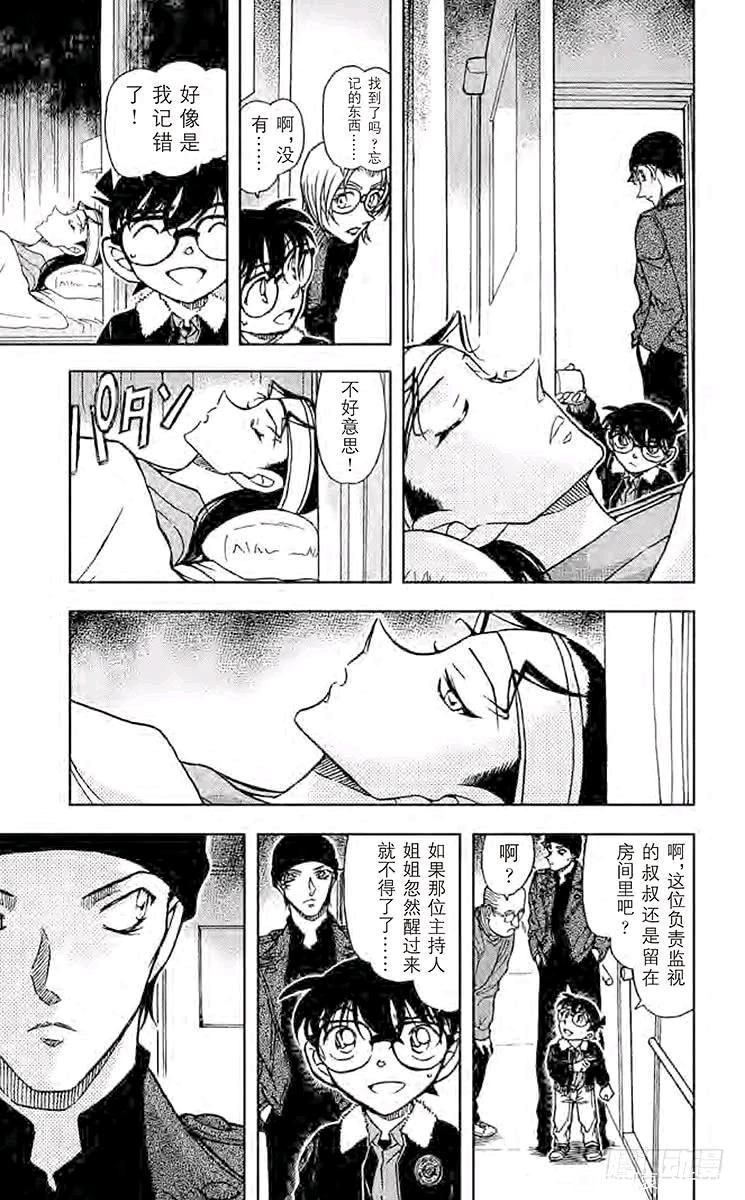 找到了吗？忘
记的东西……
啊，没
有……
好像是
我记错
了！
不好意思！
啊，这位负责监视
的叔叔还是留在
房间里吧？
啊？
如果那位主持人
姐姐忽然醒过来
就不得了了……